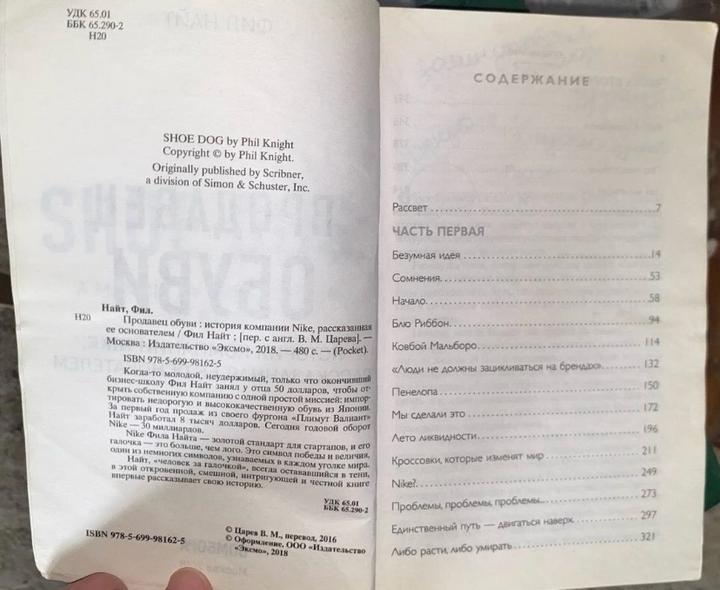 УДК 65.01
ББК 65.290-2
Н20
SHOE DOG by Phil Knight
Copyright © by Phil Knight.
Originally published by Scribner,
a division of Simon & Schuster, Inc.
Найт, Фил.
Н20
Продавец обуви : история компании Nike, рассказанная
ее основателем / Фил Найт ; [пер. с англ. В. М. Царева]. —
Москва : Издательство «Эксмо», 2018. — 480 с. — (Pocket).
ISBN 978-5-699-98162-5
Когда-то молодой, неудержимый, только что окончивший
бизнес-школу Фил Найт занял у отца 50 долларов, чтобы от-
крыть собственную компанию с одной простой миссией: импор-
тировать недорогую и высококачественную обувь из Японии.
За первый год продаж из своего фургона «Плимут Валиант»
Найт заработал 8 тысяч долларов. Сегодня годовой оборот
Nike — 30 миллиардов.
Nike Фила Найта — золотой стандарт для стартапов, и его
галочка — это больше, чем лого. Это символ победы и величия,
один из немногих символов, узнаваемых в каждом уголке мира.
Найт, «человек за галочкой», всегда остававшийся в тени,
в этой откровенной, смешной, интригующей и честной книге
впервые рассказывает свою историю.
УДК 65.01
ББК 65.290-2
© Царев В. М., перевод, 2016
© Оформление. ООО «Издательство
«Эксмо», 2018
ISBN 978-5-699-98162-5
СОДЕРЖАНИЕ
Рассвет 7
ЧАСТЬ ПЕРВАЯ
Безумная идея 14
Сомнения 53
Начало 58
Блю Риббон 94
Ковбой Мальборо 114
«Люди не должны зацикливаться на брендах» 132
Пенелопа 150
Мы сделали это 172
Лето ликвидности 196
Кроссовки, которые изменят мир 211
Nike? 249
Проблемы, проблемы, проблемы... 273
Единственный путь — двигаться наверх 297
Либо расти, либо умирать 321